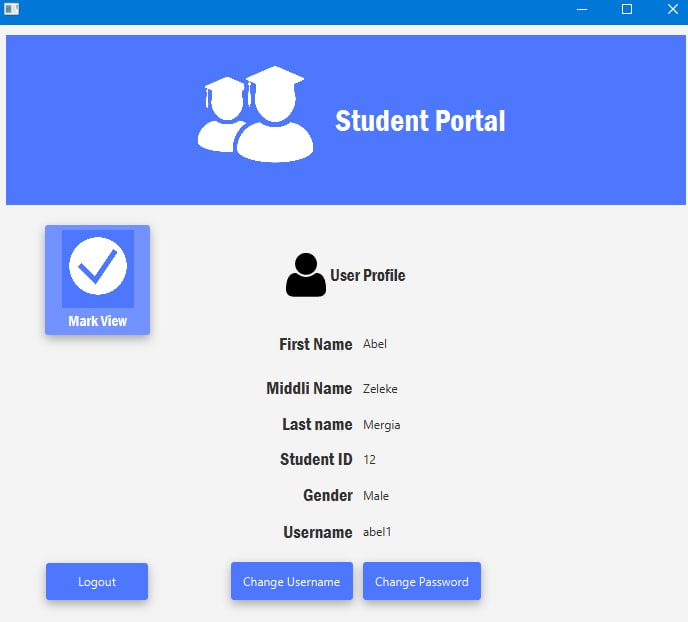 Student Portal
Mark View
User Profile
First Name Abel
Middli Name Zeleke
Last name Mergia
Student ID 12
Gender Male
Username abel1
Logout Change Username Change Password